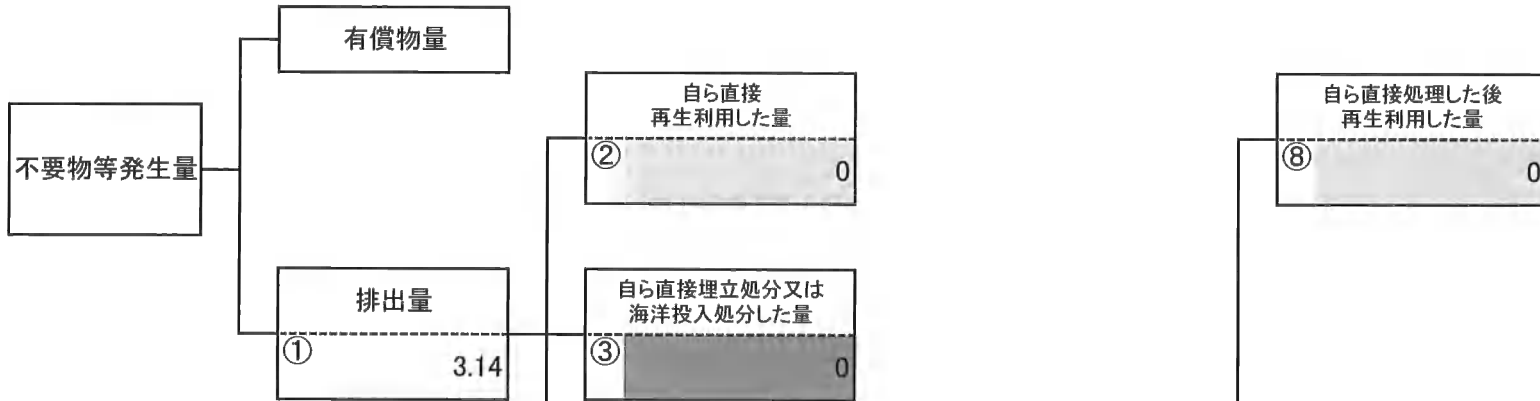 有償物量
自ら直接
再生利用した量
②
0
自ら直接処理した後
再生利用した量
⑧
0
不要物等発生量
排出量
①
3.14
自ら直接埋立処分又は
海洋投入処分した量
③
0